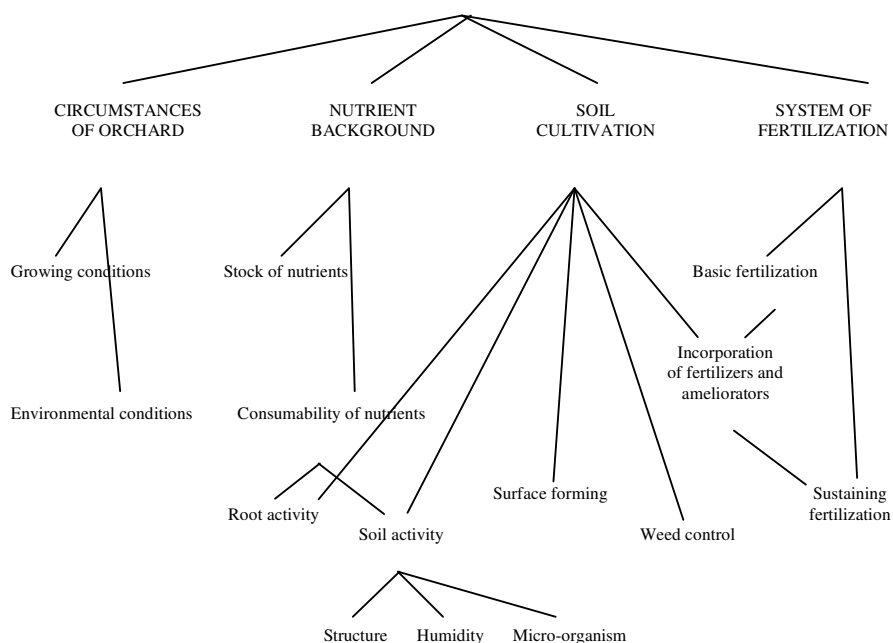 CIRCUMSTANCES
OF ORCHARD
NUTRIENT
BACKGROUND
SOIL
CULTIVATION
SYSTEM OF
FERTILIZATION
Growing conditions
Stock of nutrients
Basic fertilization
Incorporation
of fertilizers and
ameliorators
Environmental conditions
Consumability of nutrients
Root activity
Soil activity
Surface forming
Weed control
Sustaining
fertilization
Structure
Humidity
Micro-organism